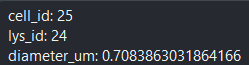 cell_id: 25
lys_id: 24
diameter_um: 0.7083863031864166